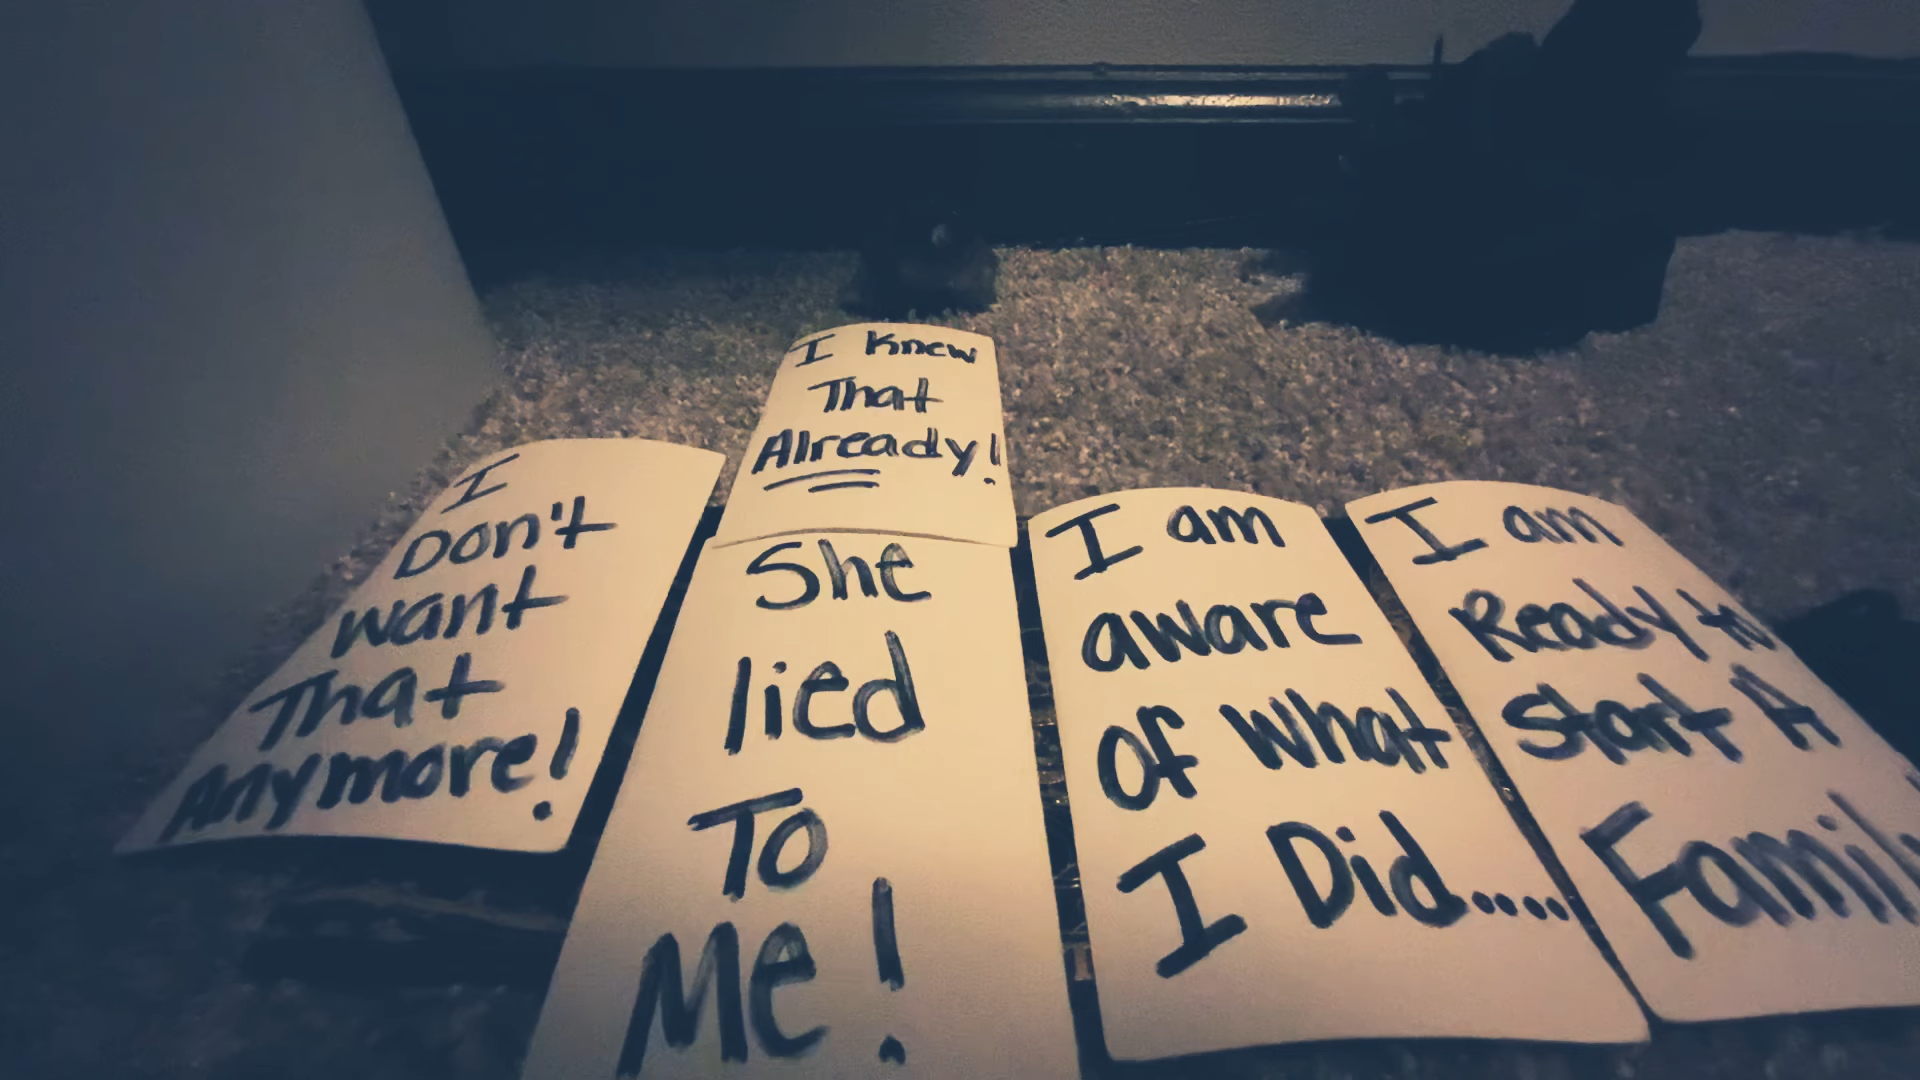 I Knew
That
Already!
I
Don't
want
That
Anymore!
She
lied
To
Me!
I am
aware
of what
I Did....
I am
Ready to
start A